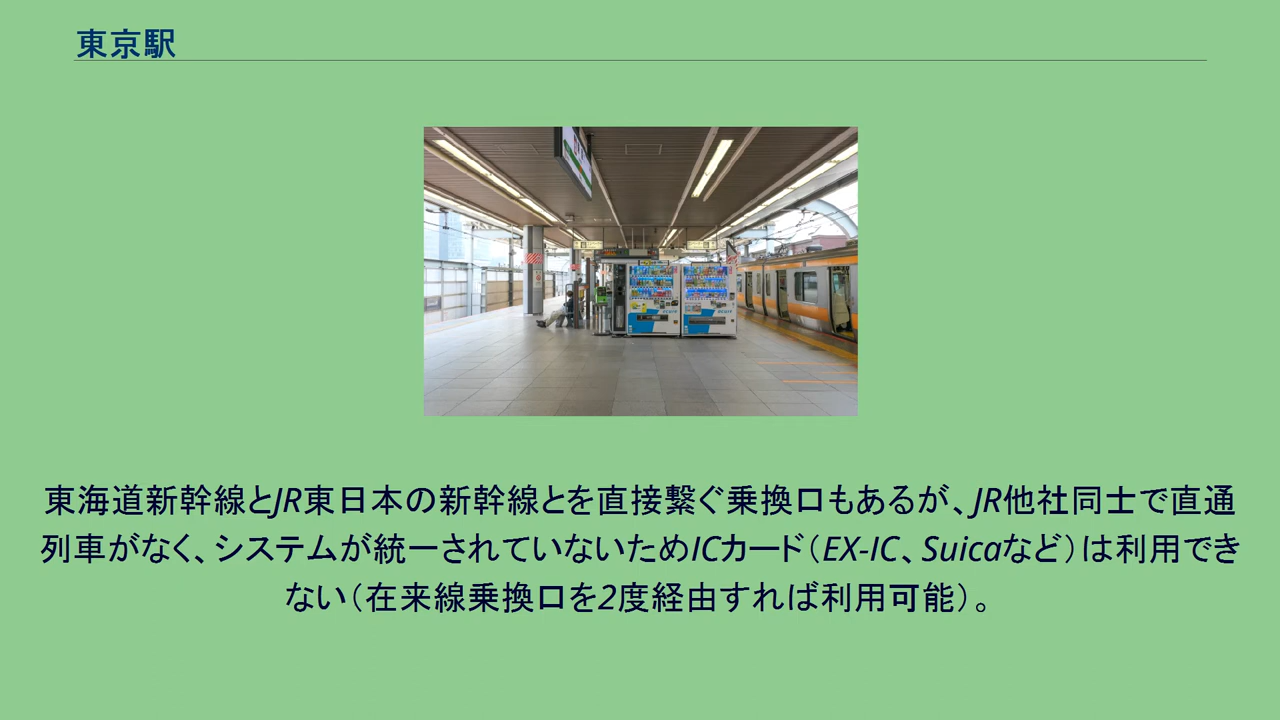 東京駅
東海道新幹線とJR東日本の新幹線とを直接繋ぐ乗換口もあるが、JR他社同士で直通
列車がなく、システムが統一されていないためICカード（EX-IC、Suicaなど）は利用でき
ない（在来線乗換口を2度経由すれば利用可能）。